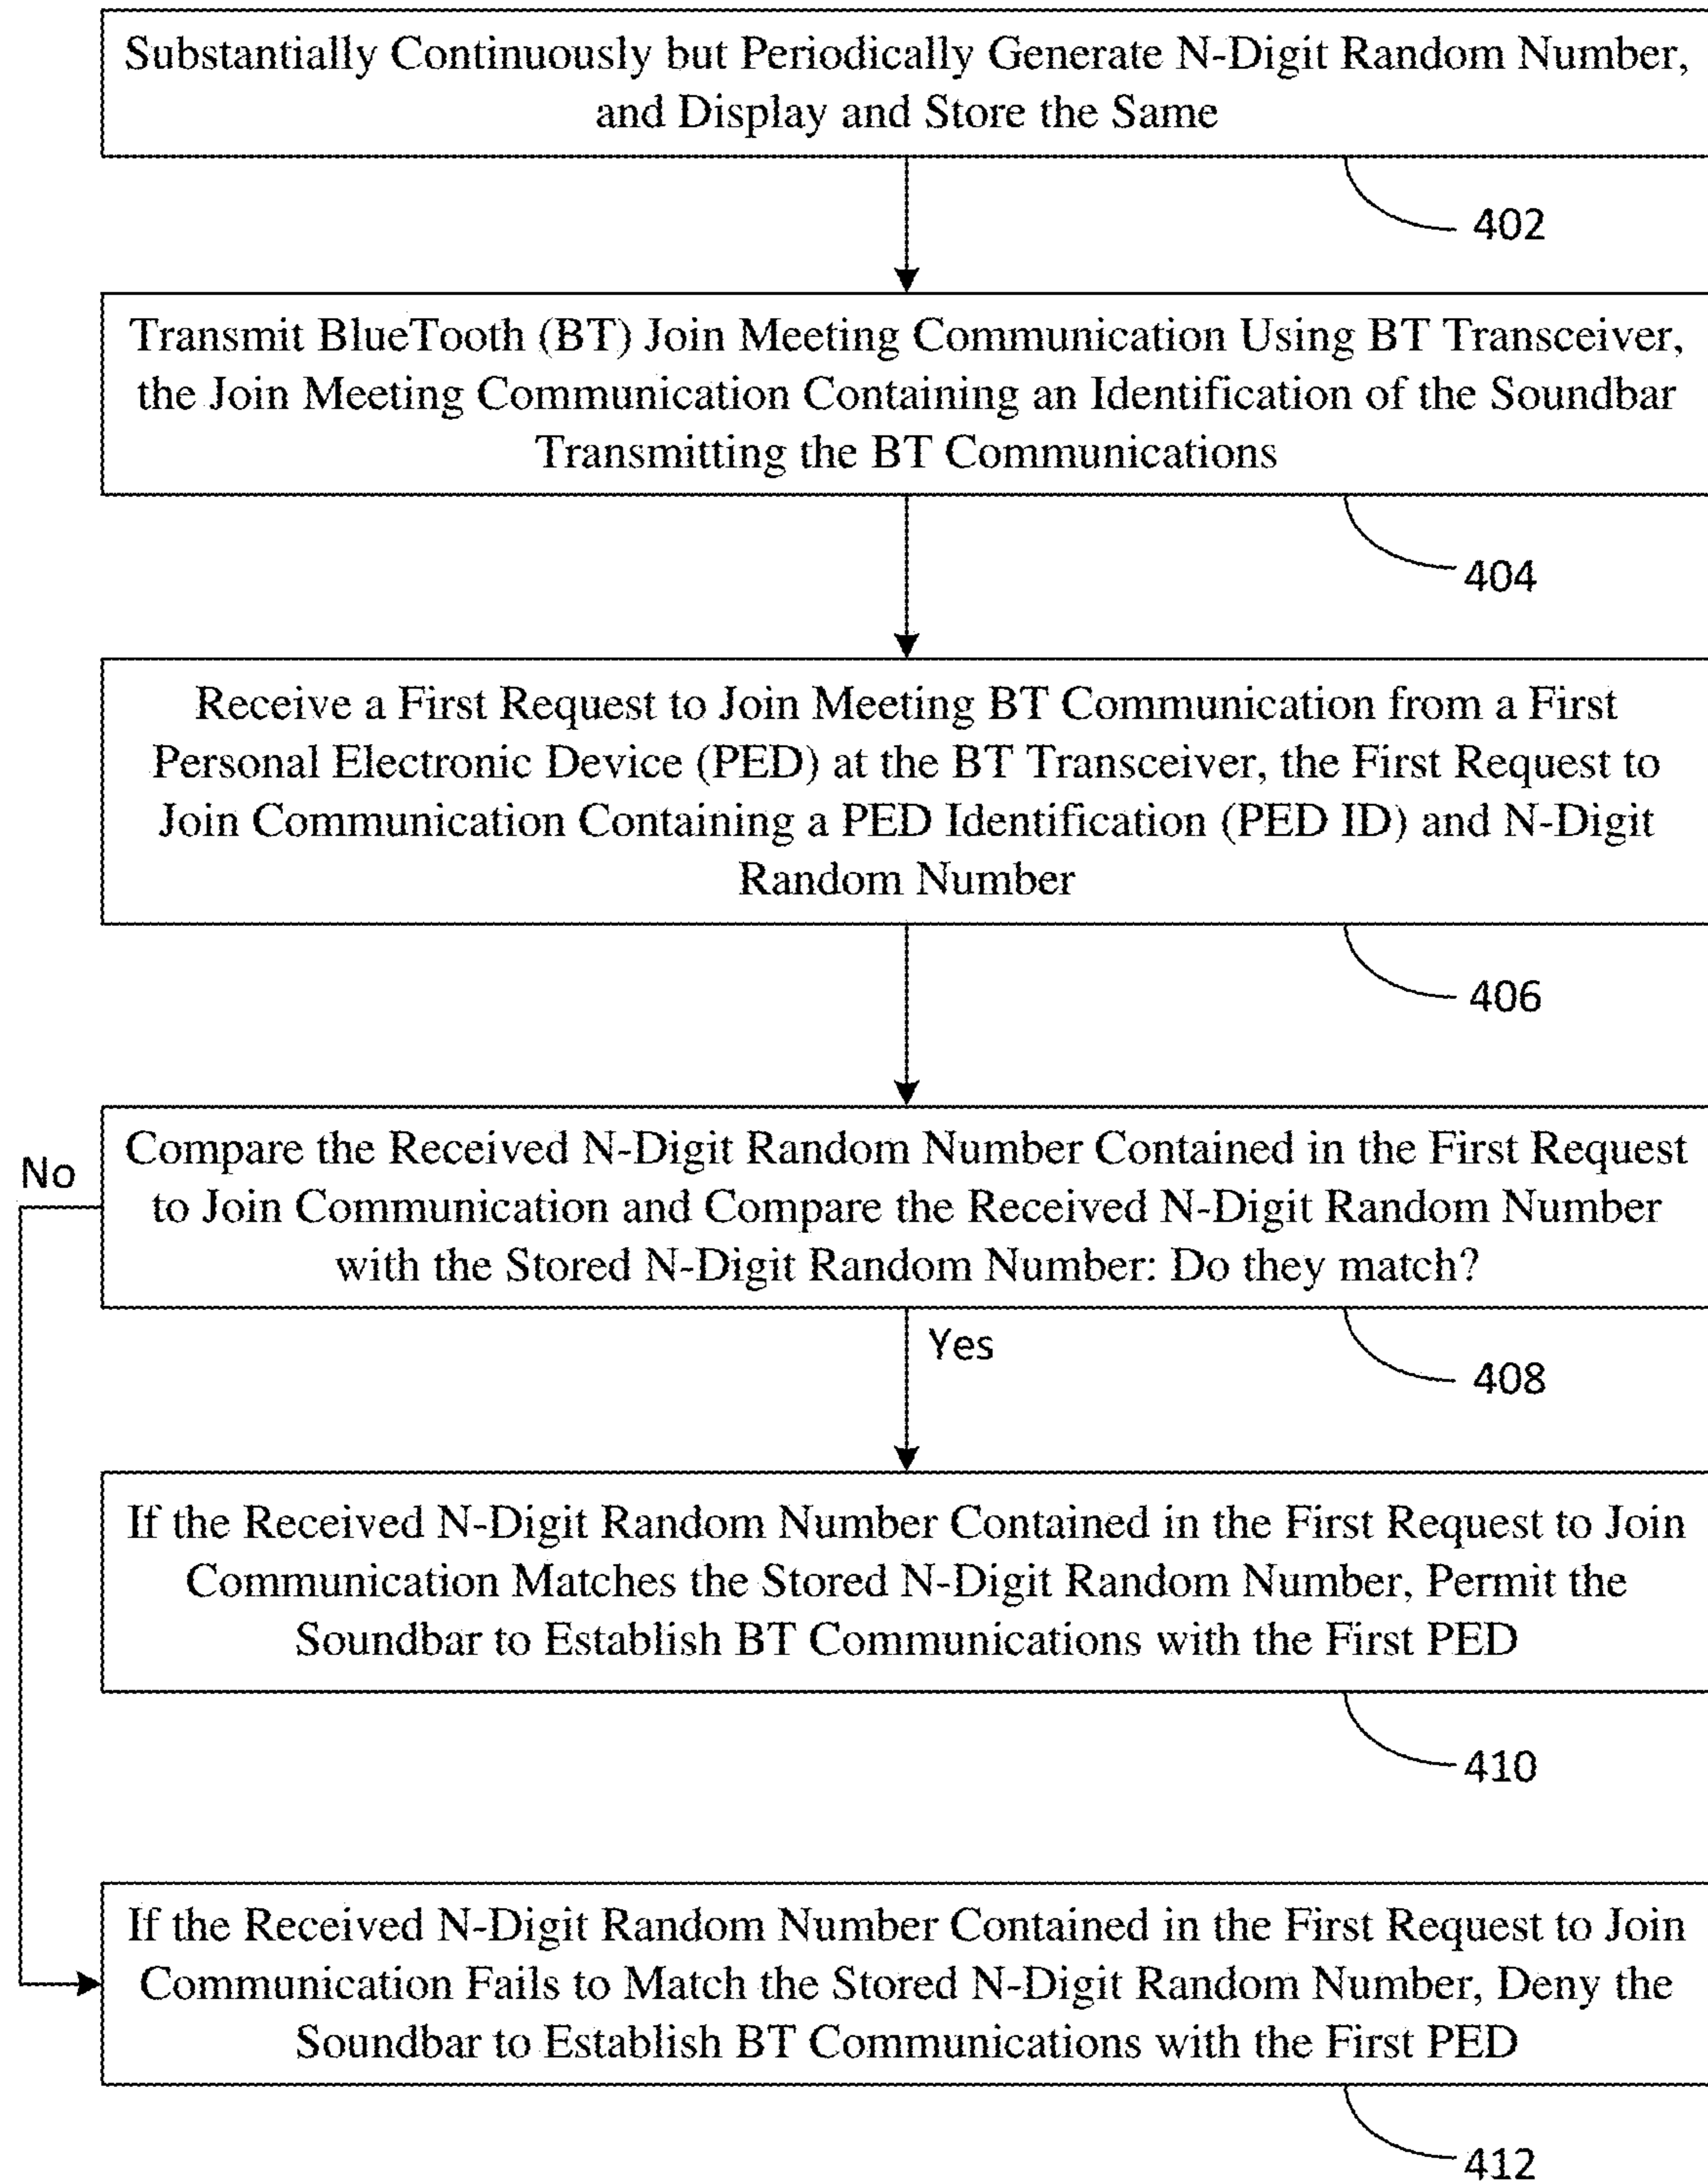 Substantially Continuously but Periodically Generate N-Digit Random Number,
and Display and Store the Same
402
Transmit BlueTooth (BT) Join Meeting Communication Using BT Transceiver,
the Join Meeting Communication Containing an Identification of the Soundbar
Transmitting the BT Communications
404
Receive a First Request to Join Meeting BT Communication from a First
Personal Electronic Device (PED) at the BT Transceiver, the First Request to
Join Communication Containing a PED Identification (PED ID) and N-Digit
Random Number
406
No
Compare the Received N-Digit Random Number Contained in the First Request
to Join Communication and Compare the Received N-Digit Random Number
with the Stored N-Digit Random Number: Do they match?
Yes
408
If the Received N-Digit Random Number Contained in the First Request to Join
Communication Matches the Stored N-Digit Random Number, Permit the
Soundbar to Establish BT Communications with the First PED
410
If the Received N-Digit Random Number Contained in the First Request to Join
Communication Fails to Match the Stored N-Digit Random Number, Deny the
Soundbar to Establish BT Communications with the First PED
412